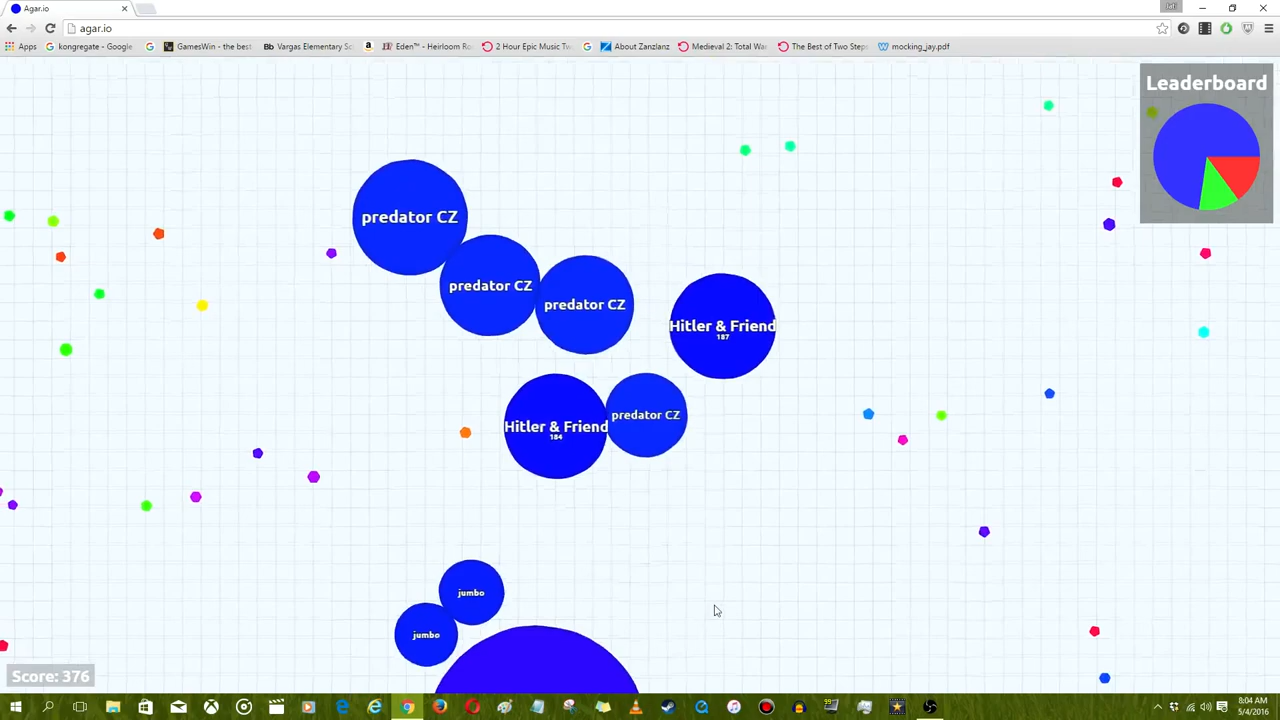 Agar.io
agar.io
Apps
kongregate - Google
GamesWin - the best
Vargas Elementary Sc
Eden™ - Heirloom Ro
2 Hour Epic Music Tw
About Zanzlanz
Medieval 2: Total Wa
The Best of Two Steps
mocking_jay.pdf
Leaderboard
predator CZ
predator CZ
predator CZ
Hitler & Friend
187
predator CZ
Hitler & Friend
184
jumbo
jumbo
Score: 376
8:04 AM
5/4/2016